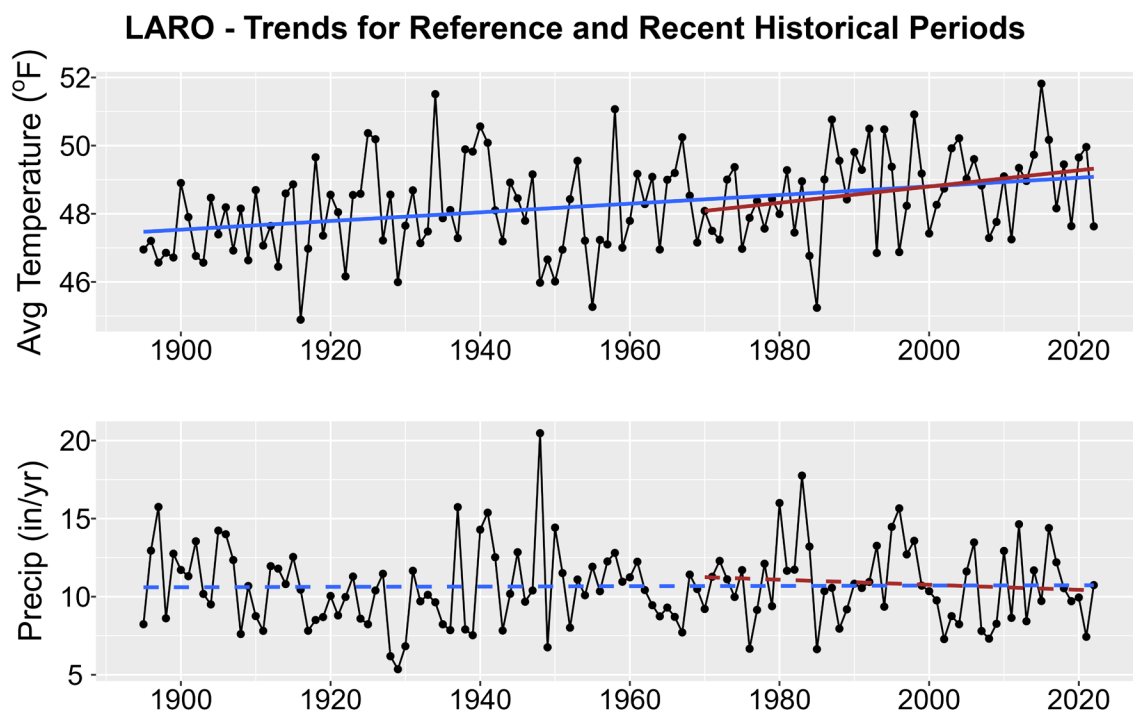 LARO - Trends for Reference and Recent Historical Periods
Avg Temperature (°F)
52
50
48
46
1900 1920 1940 1960 1980 2000 2020
Precip (in/yr)
20
15
10
5
1900 1920 1940 1960 1980 2000 2020